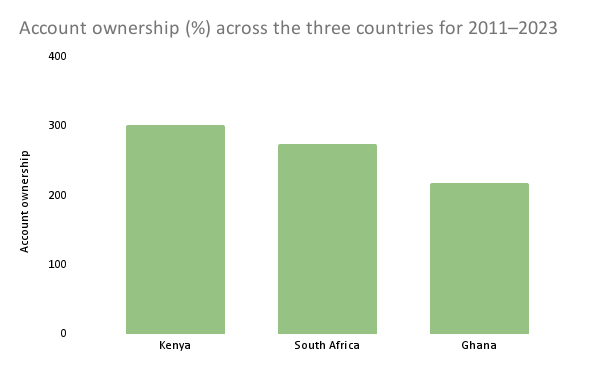 Account ownership (%) across the three countries for 2011–2023
400
300
200
100
0
Account ownership
Kenya
South Africa
Ghana